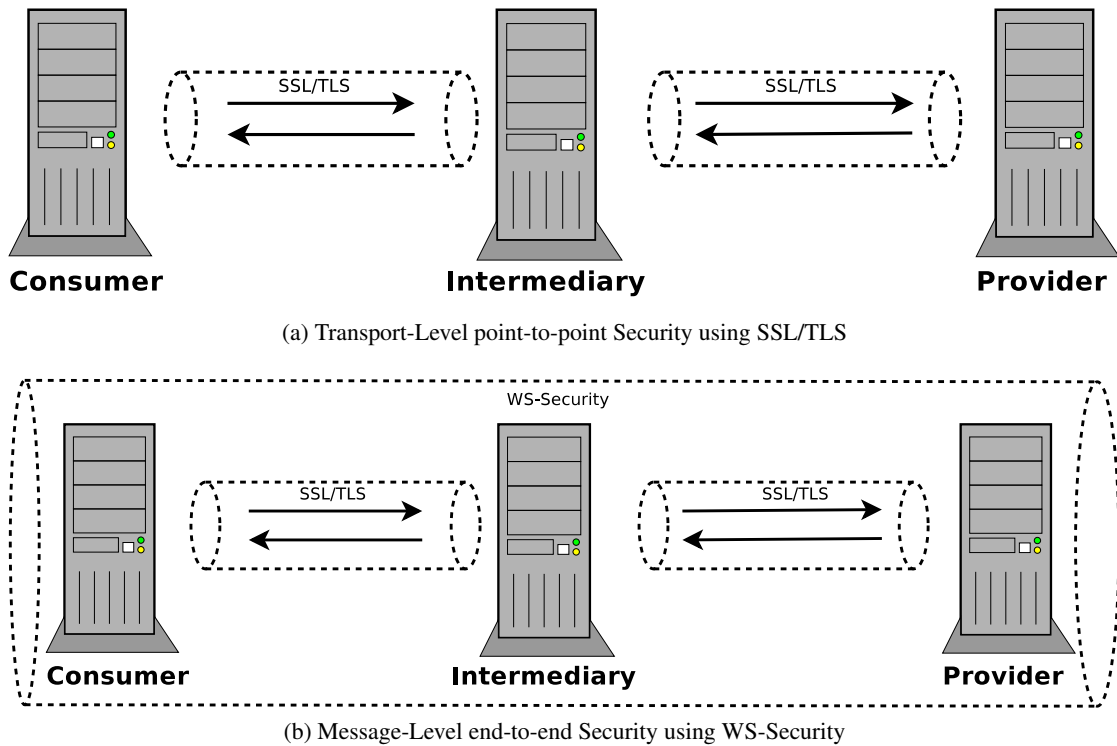 SSL/TLS
SSL/TLS
Consumer
Intermediary
Provider
(a) Transport-Level point-to-point Security using SSL/TLS
WS-Security
SSL/TLS
SSL/TLS
Consumer
Intermediary
Provider
(b) Message-Level end-to-end Security using WS-Security